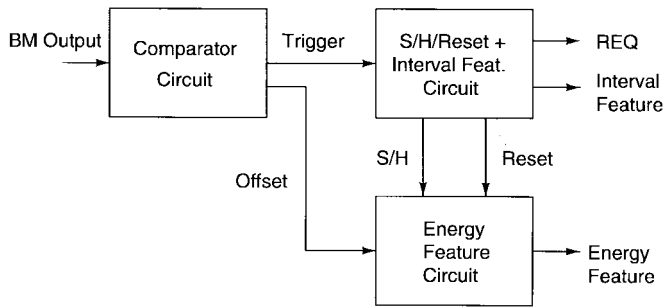 BM Output
Comparator
Circuit
Trigger
S/H/Reset +
Interval Feat.
Circuit
REQ
Interval
Feature
S/H
Reset
Offset
Energy
Feature
Circuit
Energy
Feature